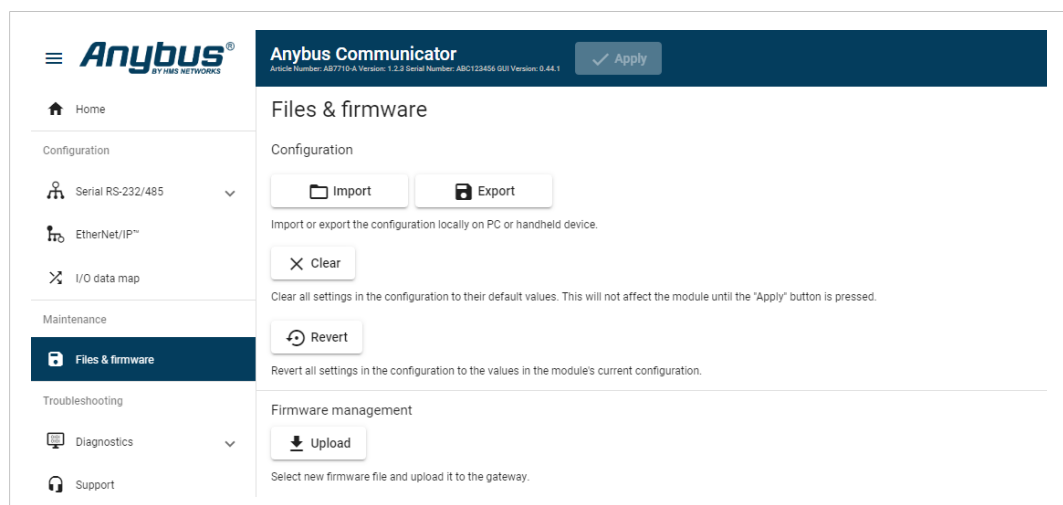 Anybus®
BY HMS NETWORKS
Anybus Communicator
Article Number: AB7710-A Version: 1.2.3 Serial Number: ABC123456 GUI Version: 0.44.1
Apply
Home
Configuration
Serial RS-232/485
EtherNet/IP™
I/O data map
Maintenance
Files & firmware
Troubleshooting
Diagnostics
Support
Files & firmware
Configuration
Import Export
Import or export the configuration locally on PC or handheld device.
Clear
Clear all settings in the configuration to their default values. This will not affect the module until the "Apply" button is pressed.
Revert
Revert all settings in the configuration to the values in the module's current configuration.
Firmware management
Upload
Select new firmware file and upload it to the gateway.